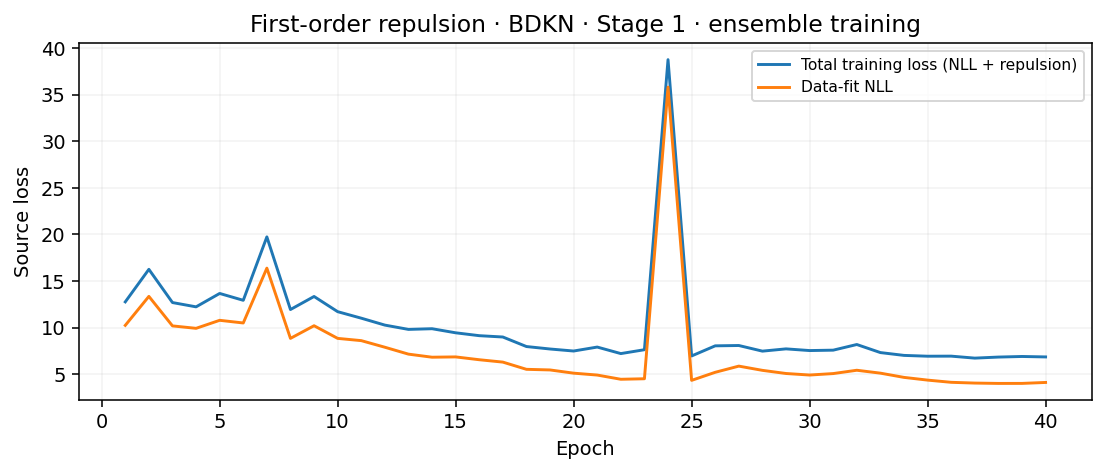 First-order repulsion · BDKN · Stage 1 · ensemble training
Total training loss (NLL + repulsion)
Data-fit NLL
Source loss
40
35
30
25
20
15
10
5
0 5 10 15 20 25 30 35 40
Epoch